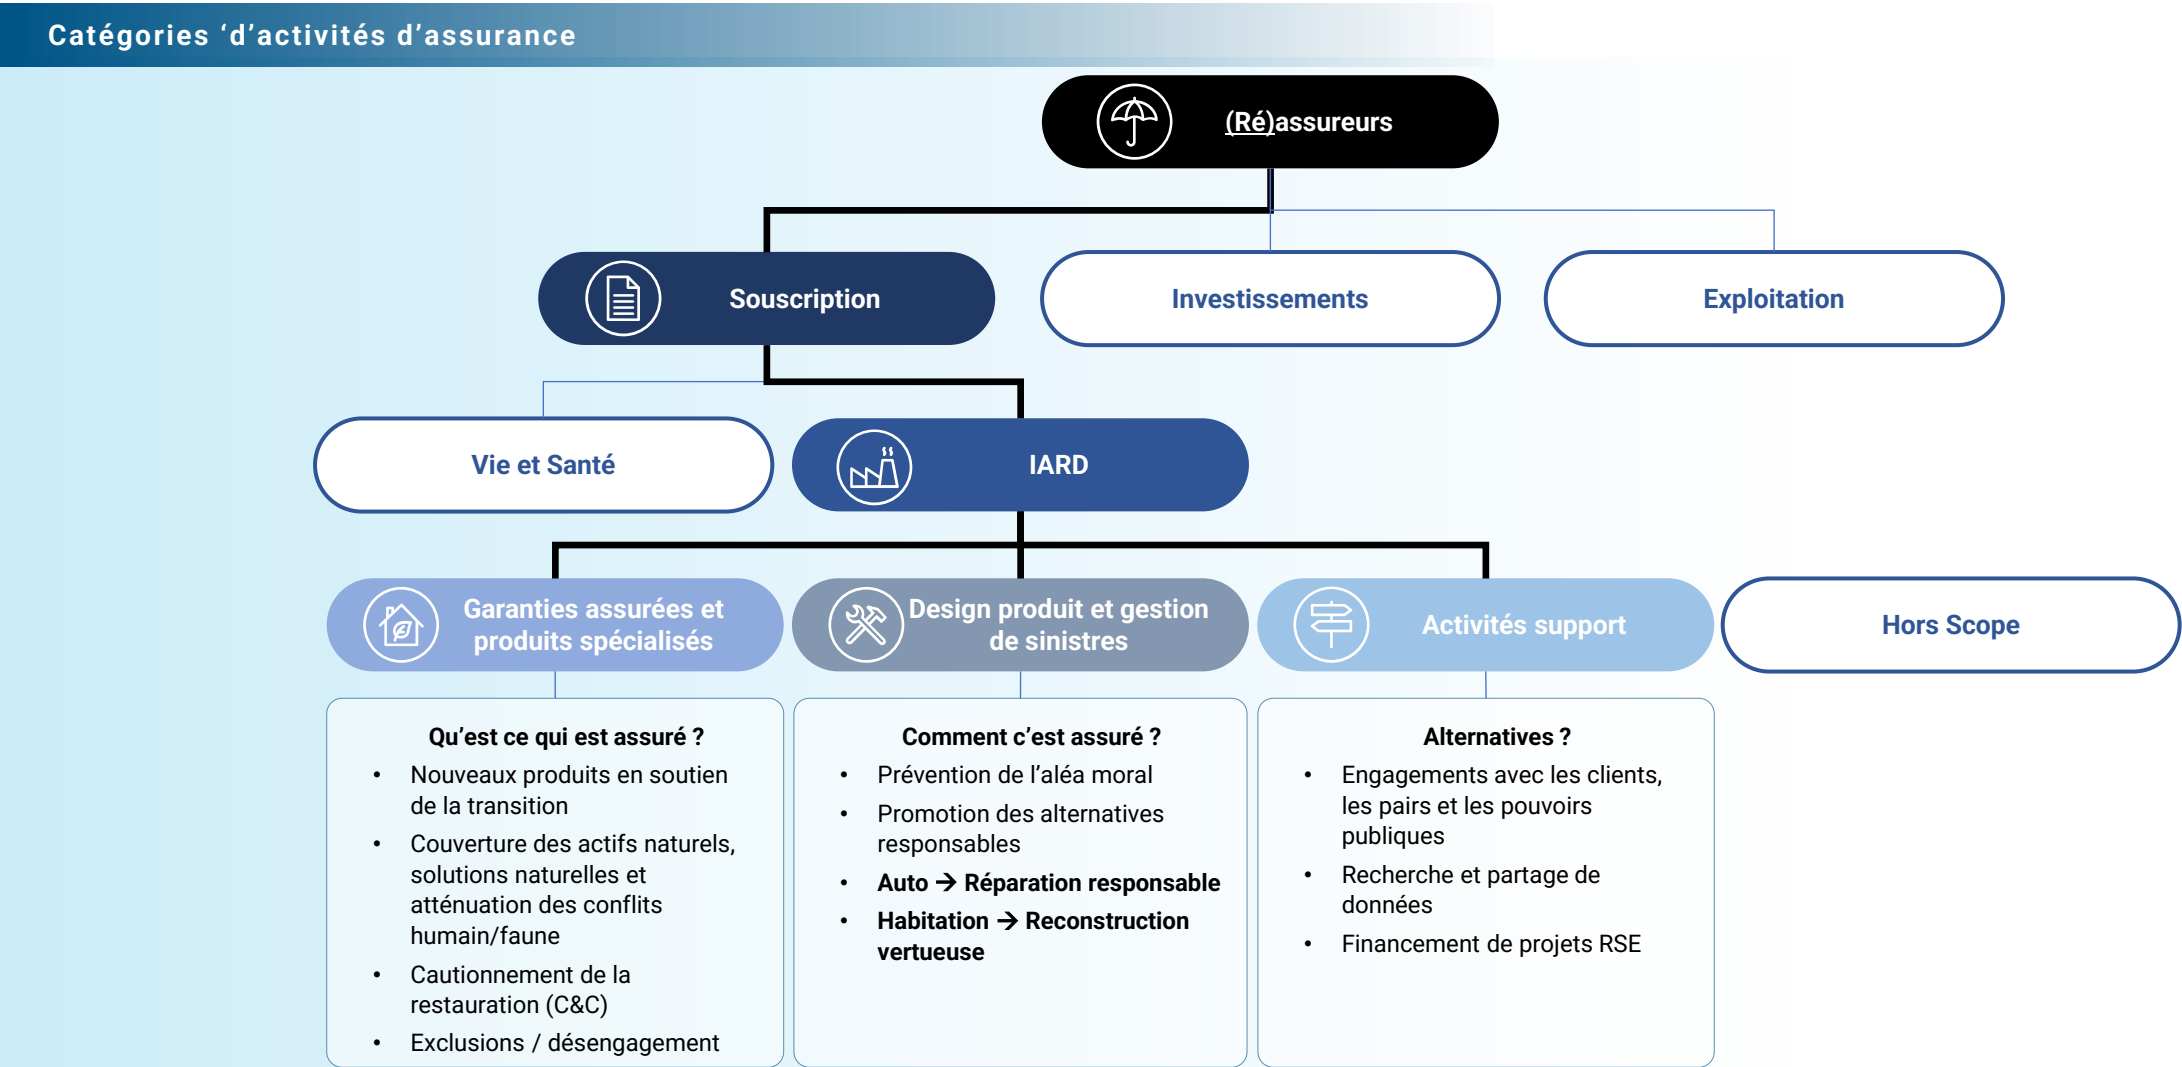 Catégories ‘d’activités d’assurance
(Ré)assureurs
Souscription
Investissements
Exploitation
Vie et Santé
IARD
Garanties assurées et
produits spécialisés
Design produit et gestion
de sinistres
Activités support
Hors Scope
Qu’est ce qui est assuré ?
• Nouveaux produits en soutien
de la transition
• Couverture des actifs naturels,
solutions naturelles et
atténuation des conflits
humain/faune
• Cautionnement de la
restauration (C&C)
• Exclusions / désengagement
Comment c’est assuré ?
• Prévention de l’aléa moral
• Promotion des alternatives
responsables
• Auto → Réparation responsable
• Habitation → Reconstruction
vertueuse
Alternatives ?
• Engagements avec les clients,
les pairs et les pouvoirs
publiques
• Recherche et partage de
données
• Financement de projets RSE